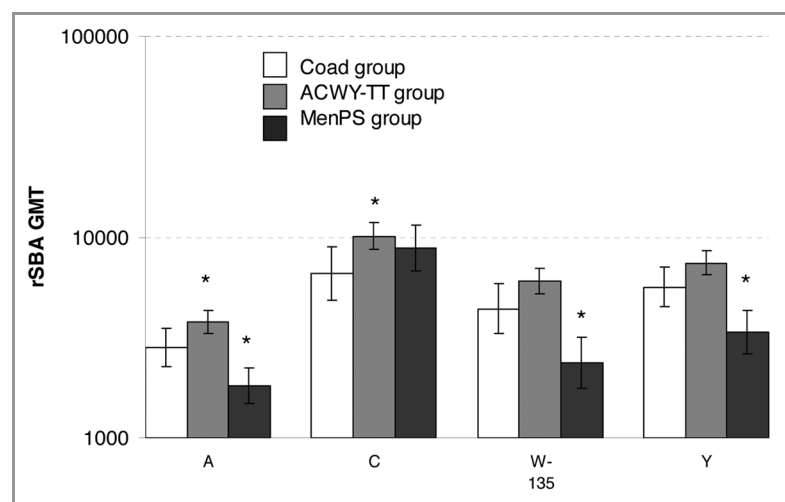 100000
Coad group
ACWY-TT group
MenPS group
rSBA GMT
10000
1000
*
*
*
*
*
A
C
W-
135
Y